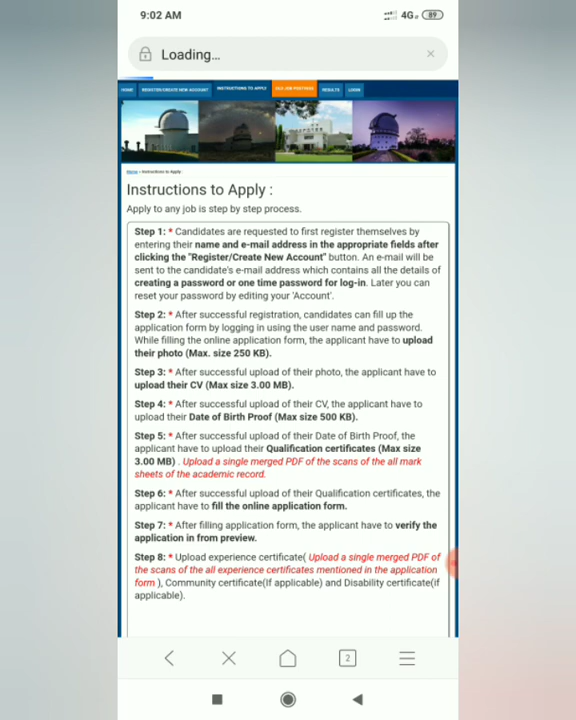 9:02 AM
4G
89
Loading...
HOME
REGISTER/CREATE NEW ACCOUNT
INSTRUCTIONS TO APPLY
OLD JOB POSTINGS
RESULTS
LOGIN
Home » Instructions to Apply
Instructions to Apply :
Apply to any job is step by step process.
Step 1: * Candidates are requested to first register themselves by
entering their name and e-mail address in the appropriate fields after
clicking the "Register/Create New Account" button. An e-mail will be
sent to the candidate's e-mail address which contains all the details of
creating a password or one time password for log-in. Later you can
reset your password by editing your 'Account'.
Step 2: * After successful registration, candidates can fill up the
application form by logging in using the user name and password.
While filling the online application form, the applicant have to upload
their photo (Max. size 250 KB).
Step 3: * After successful upload of their photo, the applicant have to
upload their CV (Max size 3.00 MB).
Step 4: * After successful upload of their CV, the applicant have to
upload their Date of Birth Proof (Max size 500 KB).
Step 5: * After successful upload of their Date of Birth Proof, the
applicant have to upload their Qualification certificates (Max size
3.00 MB) . Upload a single merged PDF of the scans of the all mark
sheets of the academic record.
Step 6: * After successful upload of their Qualification certificates, the
applicant have to fill the online application form.
Step 7: * After filling application form, the applicant have to verify the
application in from preview.
Step 8: * Upload experience certificate( Upload a single merged PDF of
the scans of the all experience certificates mentioned in the application
form ), Community certificate(If applicable) and Disability certificate(if
applicable).
2